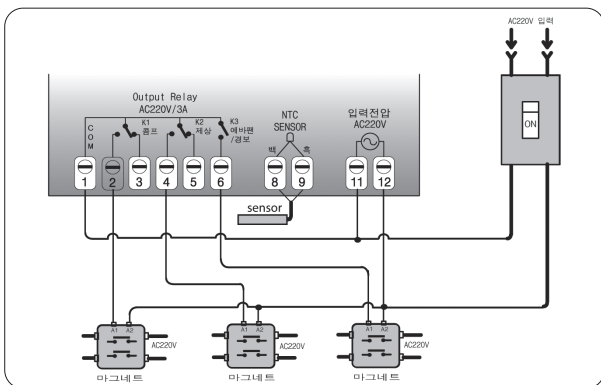 AC220V 입력
ON
Output Relay
AC220V/3A
COM
K1
콤프
K2
제상
K3
에바팬
/경보
NTC
SENSOR
백
흑
입력전압
AC220V
1
2
3
4
5
6
8
9
11
12
sensor
A1 A2
AC220V
마그네트
A1 A2
AC220V
마그네트
A1 A2
AC220V
마그네트